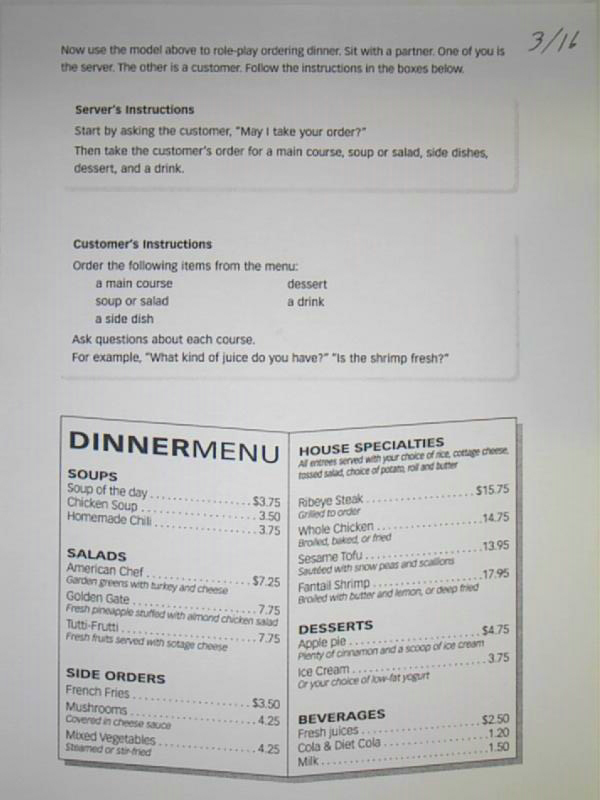 3/16
Now use the model above to role-play ordering dinner. Sit with a partner. One of you is
the server. The other is a customer. Follow the instructions in the boxes below.
Server's Instructions
Start by asking the customer, "May I take your order?"
Then take the customer's order for a main course, soup or salad, side dishes,
dessert, and a drink.
Customer's Instructions
Order the following items from the menu:
a main course
soup or salad
a side dish
dessert
a drink
Ask questions about each course.
For example, "What kind of juice do you have?" "Is the shrimp fresh?"
DINNERMENU
SOUPS
Soup of the day . . . . . . . . . . . . . . . $3.75
Chicken Soup . . . . . . . . . . . . . . . . 3.50
Homemade Chili . . . . . . . . . . . . . . . 3.75
SALADS
American Chef . . . . . . . . . . . . . . . $7.25
Garden greens with turkey and cheese
Golden Gate . . . . . . . . . . . . . . . . 7.75
Fresh pineapple stuffed with almond chicken salad
Tutti-Frutti . . . . . . . . . . . . . . . . 7.75
Fresh fruits served with sotage cheese
SIDE ORDERS
French Fries . . . . . . . . . . . . . . . . $3.50
Mushrooms . . . . . . . . . . . . . . . . 4.25
Covered in cheese sauce
Mixed Vegetables . . . . . . . . . . . . . 4.25
Steamed or stir-fried
HOUSE SPECIALTIES
All entrees served with your choice of rice, cottage cheese,
tossed salad, choice of potato, roll and butter
Ribeye Steak . . . . . . . . . . . . . . . $15.75
Grilled to order
Whole Chicken . . . . . . . . . . . . . . 14.75
Broiled, baked, or fried
Sesame Tofu . . . . . . . . . . . . . . . 13.95
Sautéed with snow peas and scallions
Fantail Shrimp . . . . . . . . . . . . . . 17.95
Broiled with butter and lemon, or deep fried
DESSERTS
Apple pie . . . . . . . . . . . . . . . . . $4.75
Plenty of cinnamon and a scoop of ice cream
Ice Cream . . . . . . . . . . . . . . . . . 3.75
Or your choice of low-fat yogurt
BEVERAGES
Fresh juices . . . . . . . . . . . . . . . . $2.50
Cola & Diet Cola . . . . . . . . . . . . . 1.20
Milk . . . . . . . . . . . . . . . . . . . . 1.50